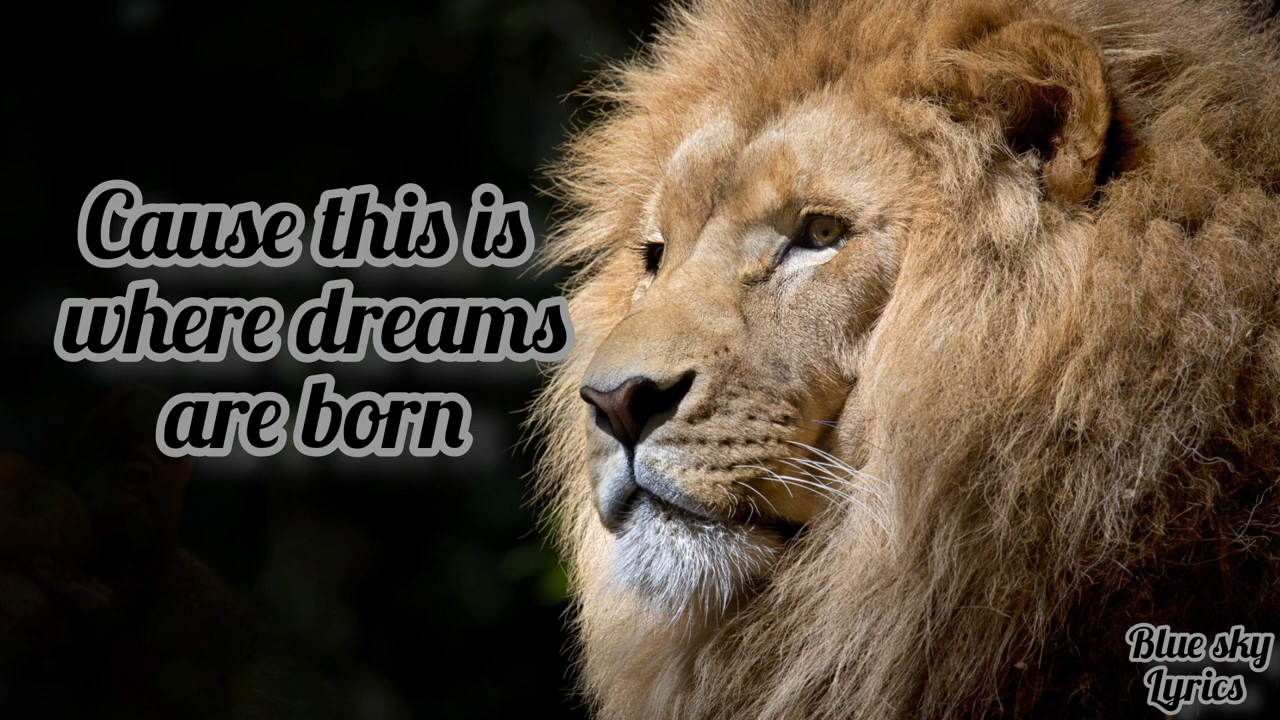 Cause this is
where dreams
are born
Blue sky
Lyrics